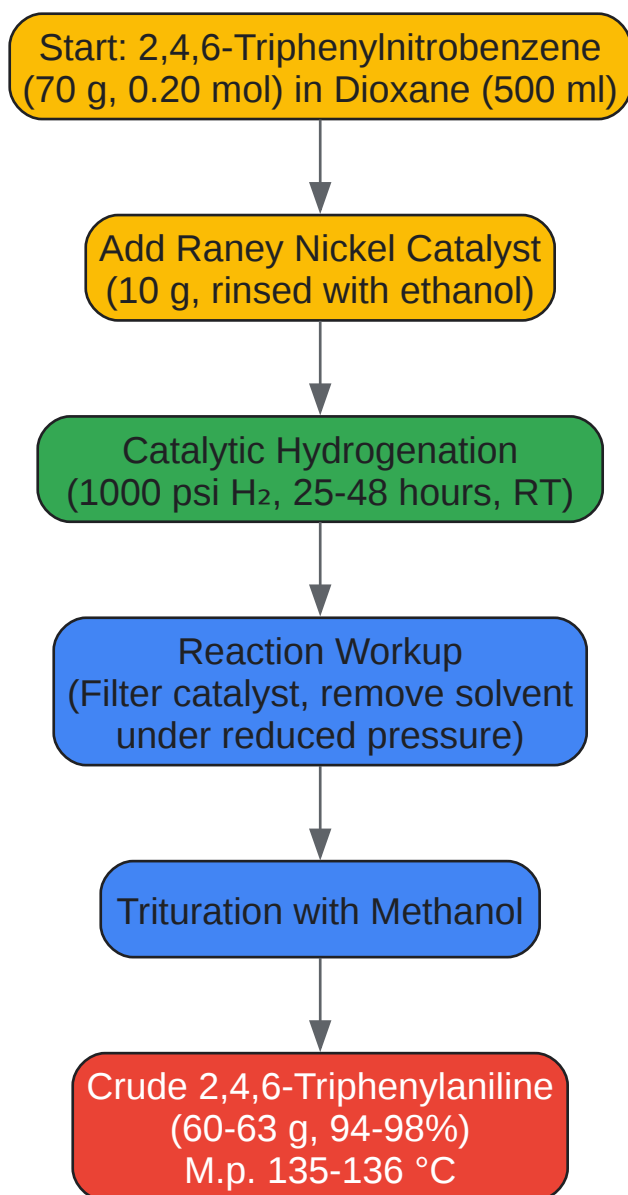 Start: 2,4,6-Triphenylnitrobenzene
(70 g, 0.20 mol) in Dioxane (500 ml)
Add Raney Nickel Catalyst
(10 g, rinsed with ethanol)
Catalytic Hydrogenation
(1000 psi H₂, 25-48 hours, RT)
Reaction Workup
(Filter catalyst, remove solvent
under reduced pressure)
Trituration with Methanol
Crude 2,4,6-Triphenylaniline
(60-63 g, 94-98%)
M.p. 135-136 °C